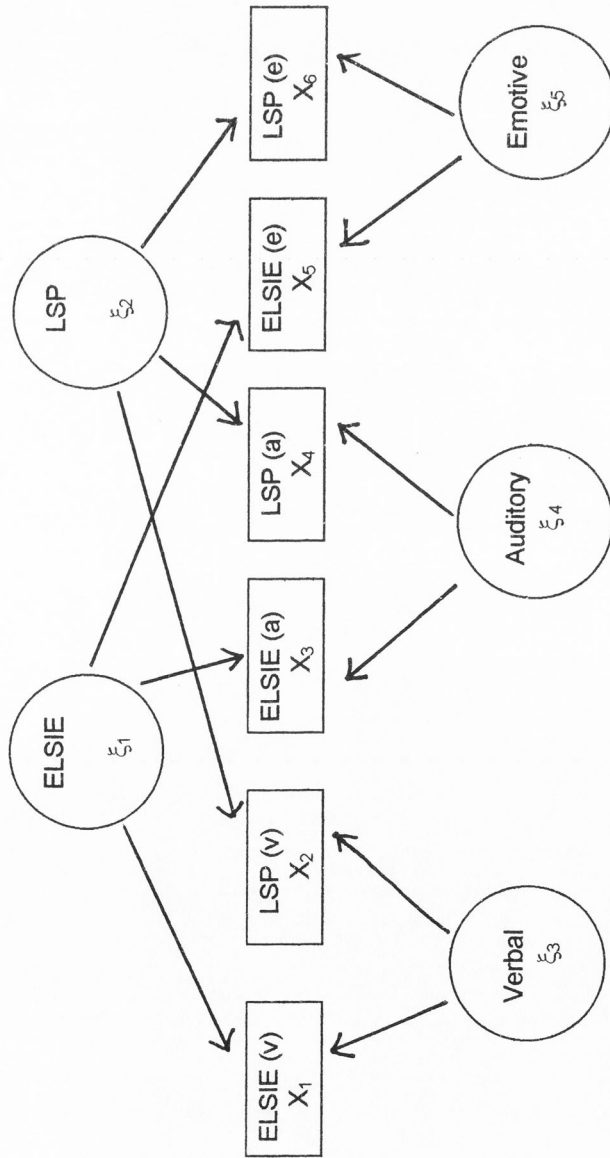 ELSIE
ξ₁
LSP
ξ₂
ELSIE (v)
X₁
LSP (v)
X₂
ELSIE (a)
X₃
LSP (a)
X₄
ELSIE (e)
X₅
LSP (e)
X₆
Verbal
ξ₃
Auditory
ξ₄
Emotive
ξ₅